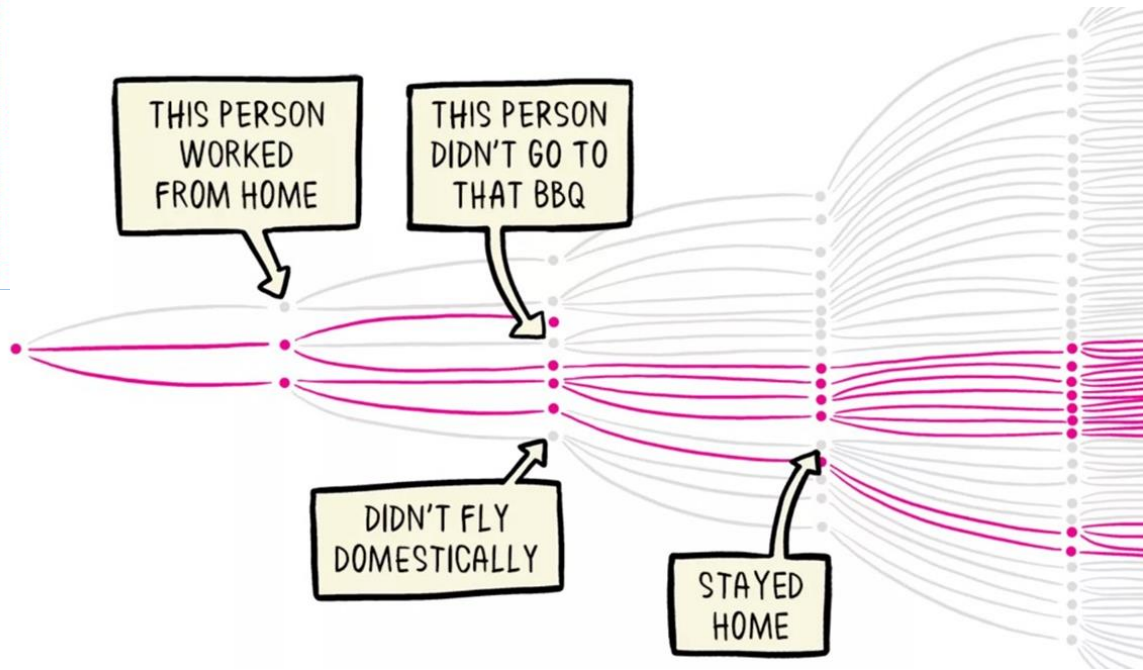 THIS PERSON
WORKED
FROM HOME
THIS PERSON
DIDN'T GO TO
THAT BBQ
DIDN'T FLY
DOMESTICALLY
STAYED
HOME